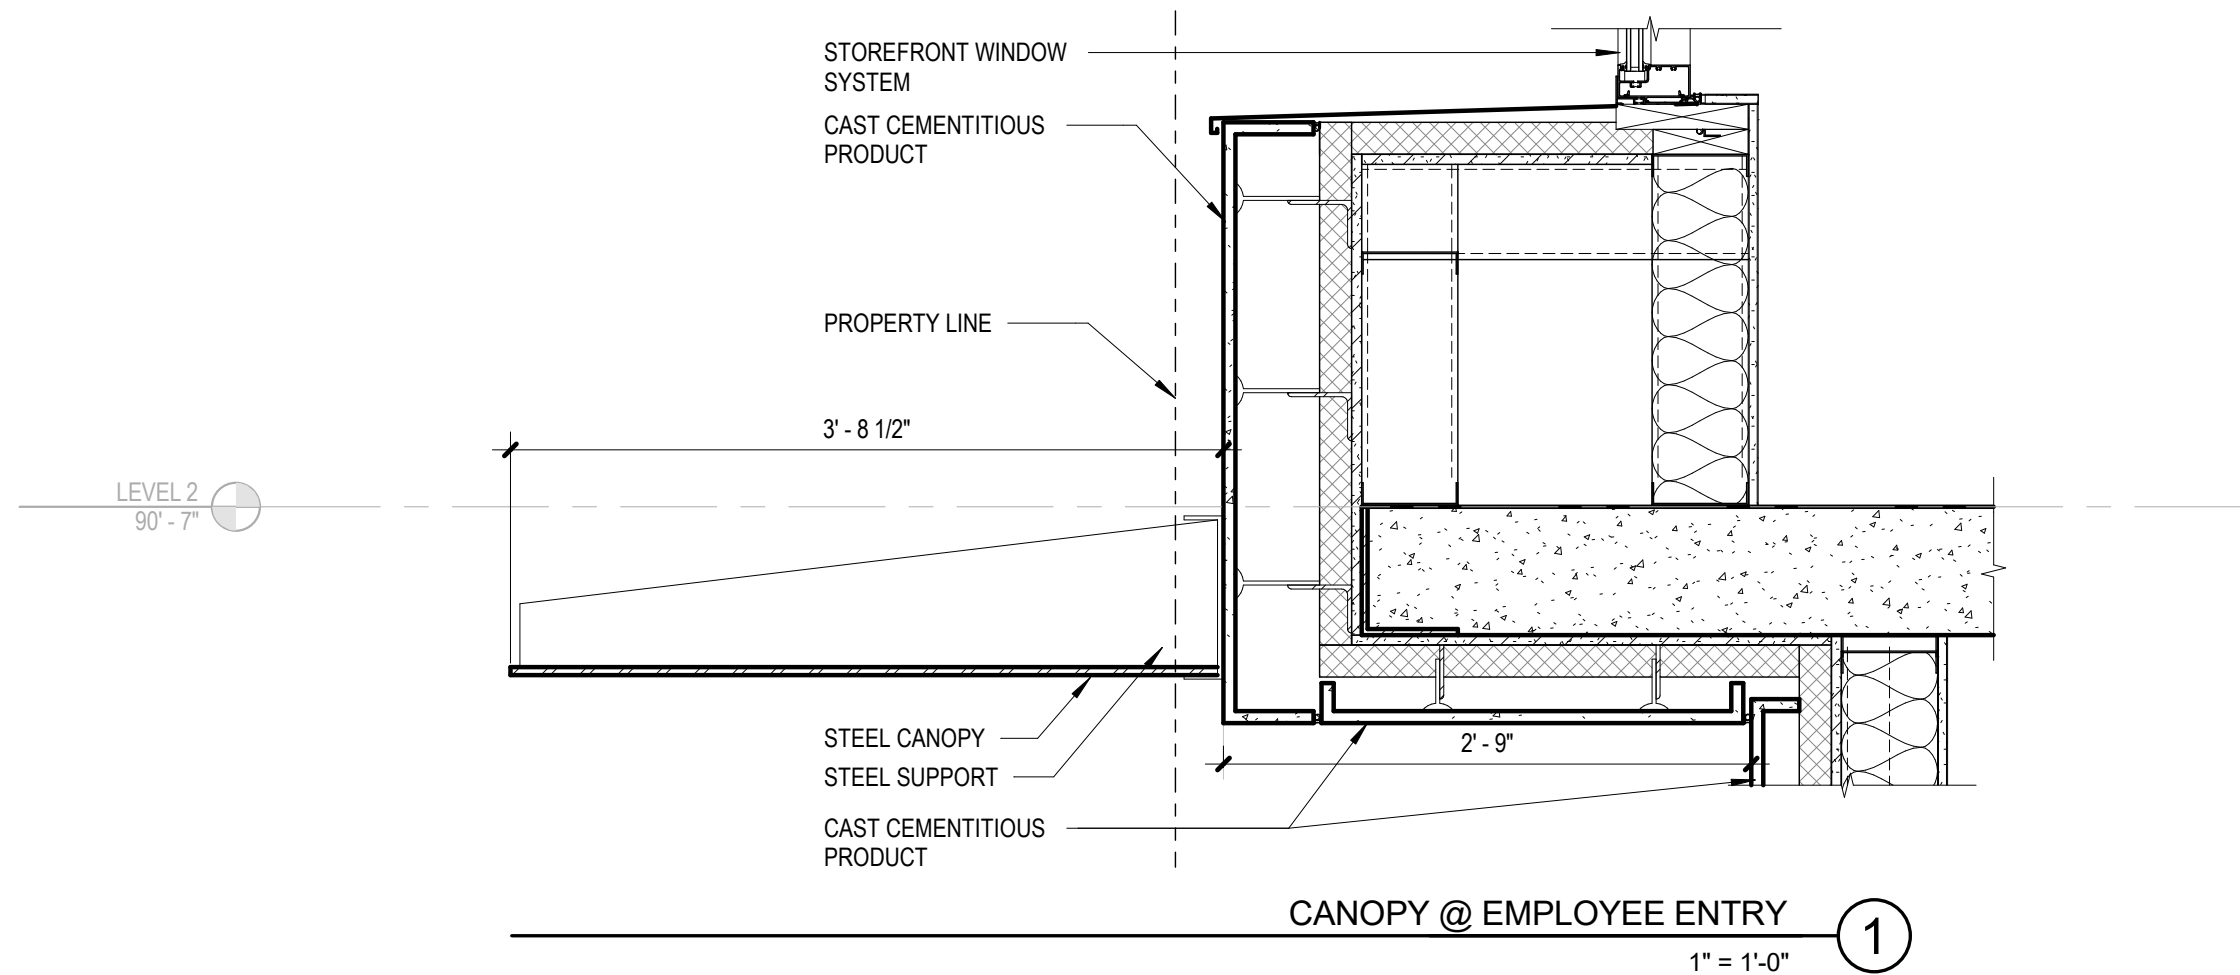 STOREFRONT WINDOW
SYSTEM
CAST CEMENTITIOUS
PRODUCT
PROPERTY LINE
3' - 8 1/2"
LEVEL 2
90' - 7"
STEEL CANOPY
2' - 9"
STEEL SUPPORT
CAST CEMENTITIOUS
PRODUCT
CANOPY @ EMPLOYEE ENTRY
1
1" = 1'-0"